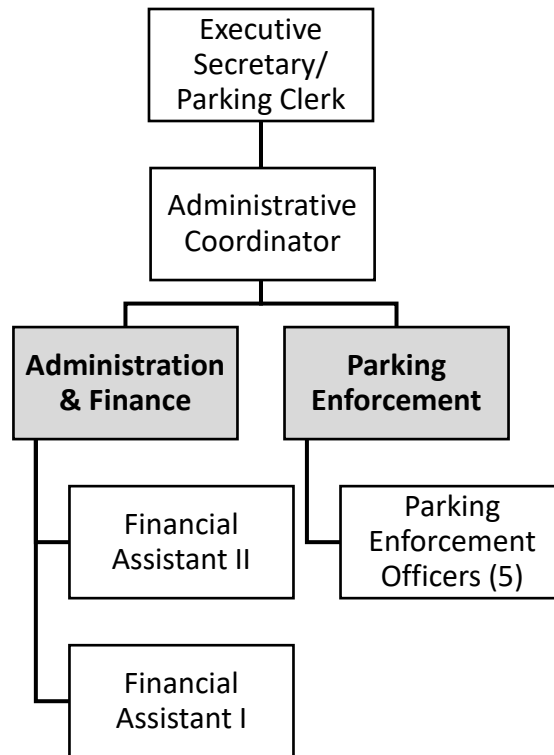 Executive
Secretary/
Parking Clerk
Administrative
Coordinator
Administration
& Finance
Parking
Enforcement
Financial
Assistant II
Parking
Enforcement
Officers (5)
Financial
Assistant I